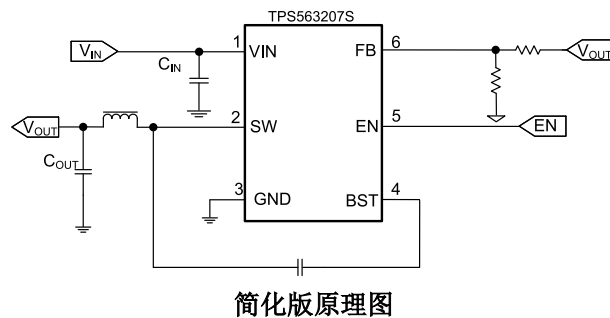 TPS563207S
VIN
1
VIN
FB
6
VOUT
CIN
VOUT
2
SW
EN
5
EN
COUT
3
GND
BST
4
简化版原理图